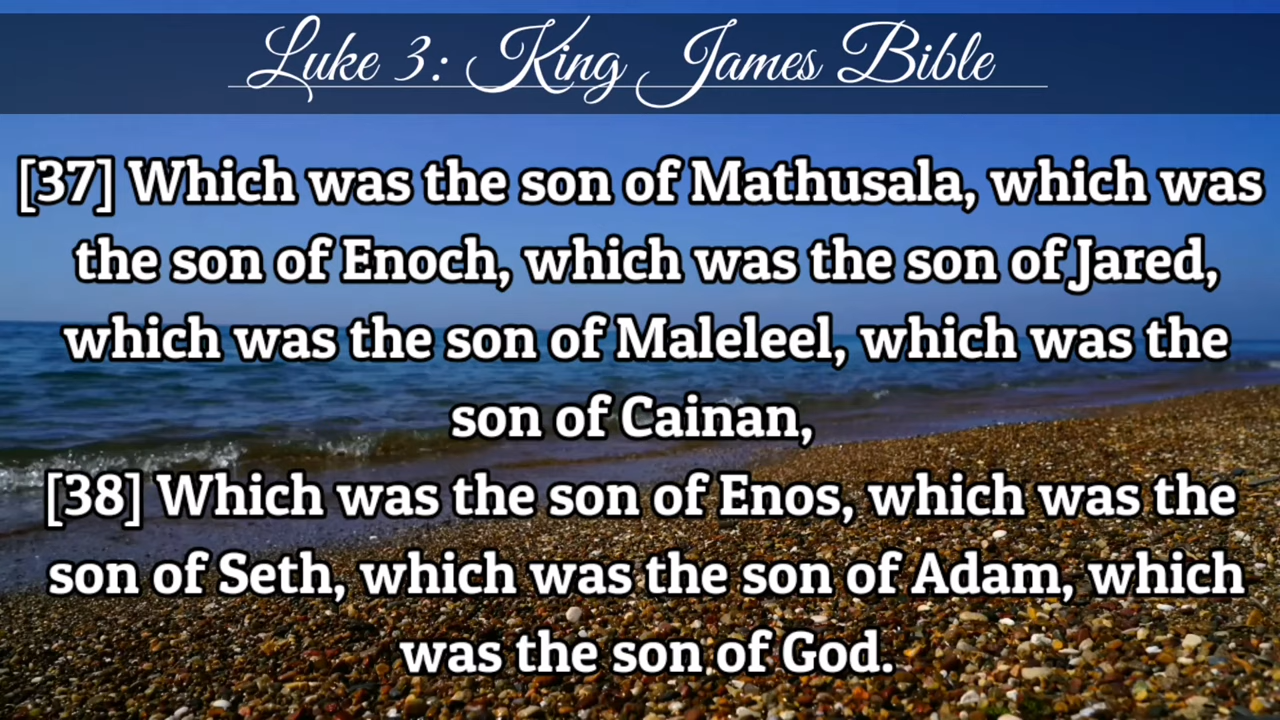 Luke 3: King James Bible
[37] Which was the son of Mathusala, which was
the son of Enoch, which was the son of Jared,
which was the son of Maleleel, which was the
son of Cainan,
[38] Which was the son of Enos, which was the
son of Seth, which was the son of Adam, which
was the son of God.